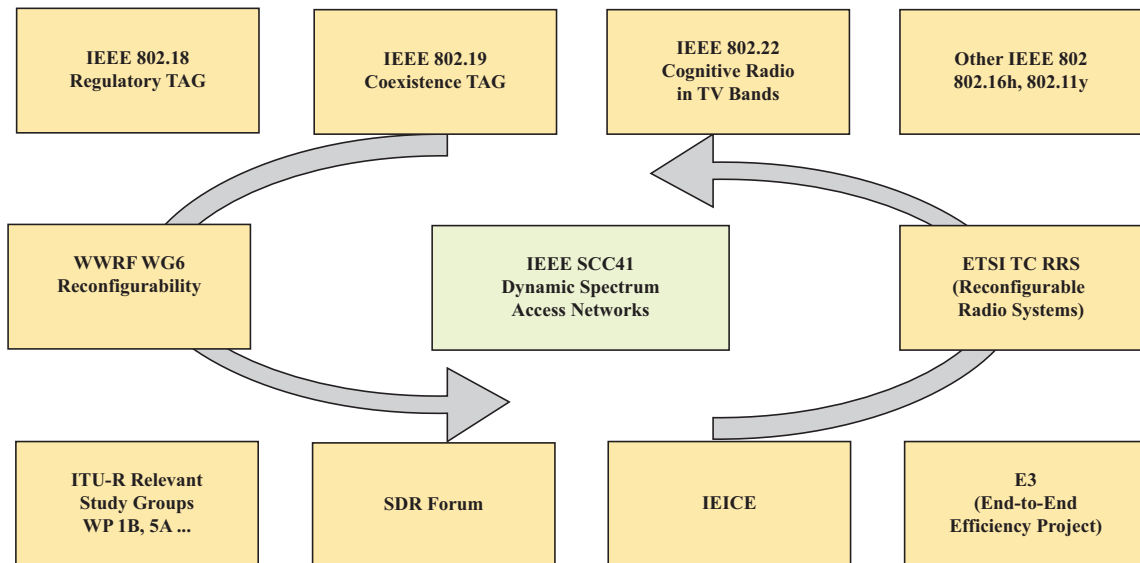 IEEE 802.18
Regulatory TAG
IEEE 802.19
Coexistence TAG
IEEE 802.22
Cognitive Radio
in TV Bands
Other IEEE 802
802.16h, 802.11y
WWRF WG6
Reconfigurability
IEEE SCC41
Dynamic Spectrum
Access Networks
ETSI TC RRS
(Reconfigurable
Radio Systems)
ITU-R Relevant
Study Groups
WP 1B, 5A ...
SDR Forum
IEICE
E3
(End-to-End
Efficiency Project)